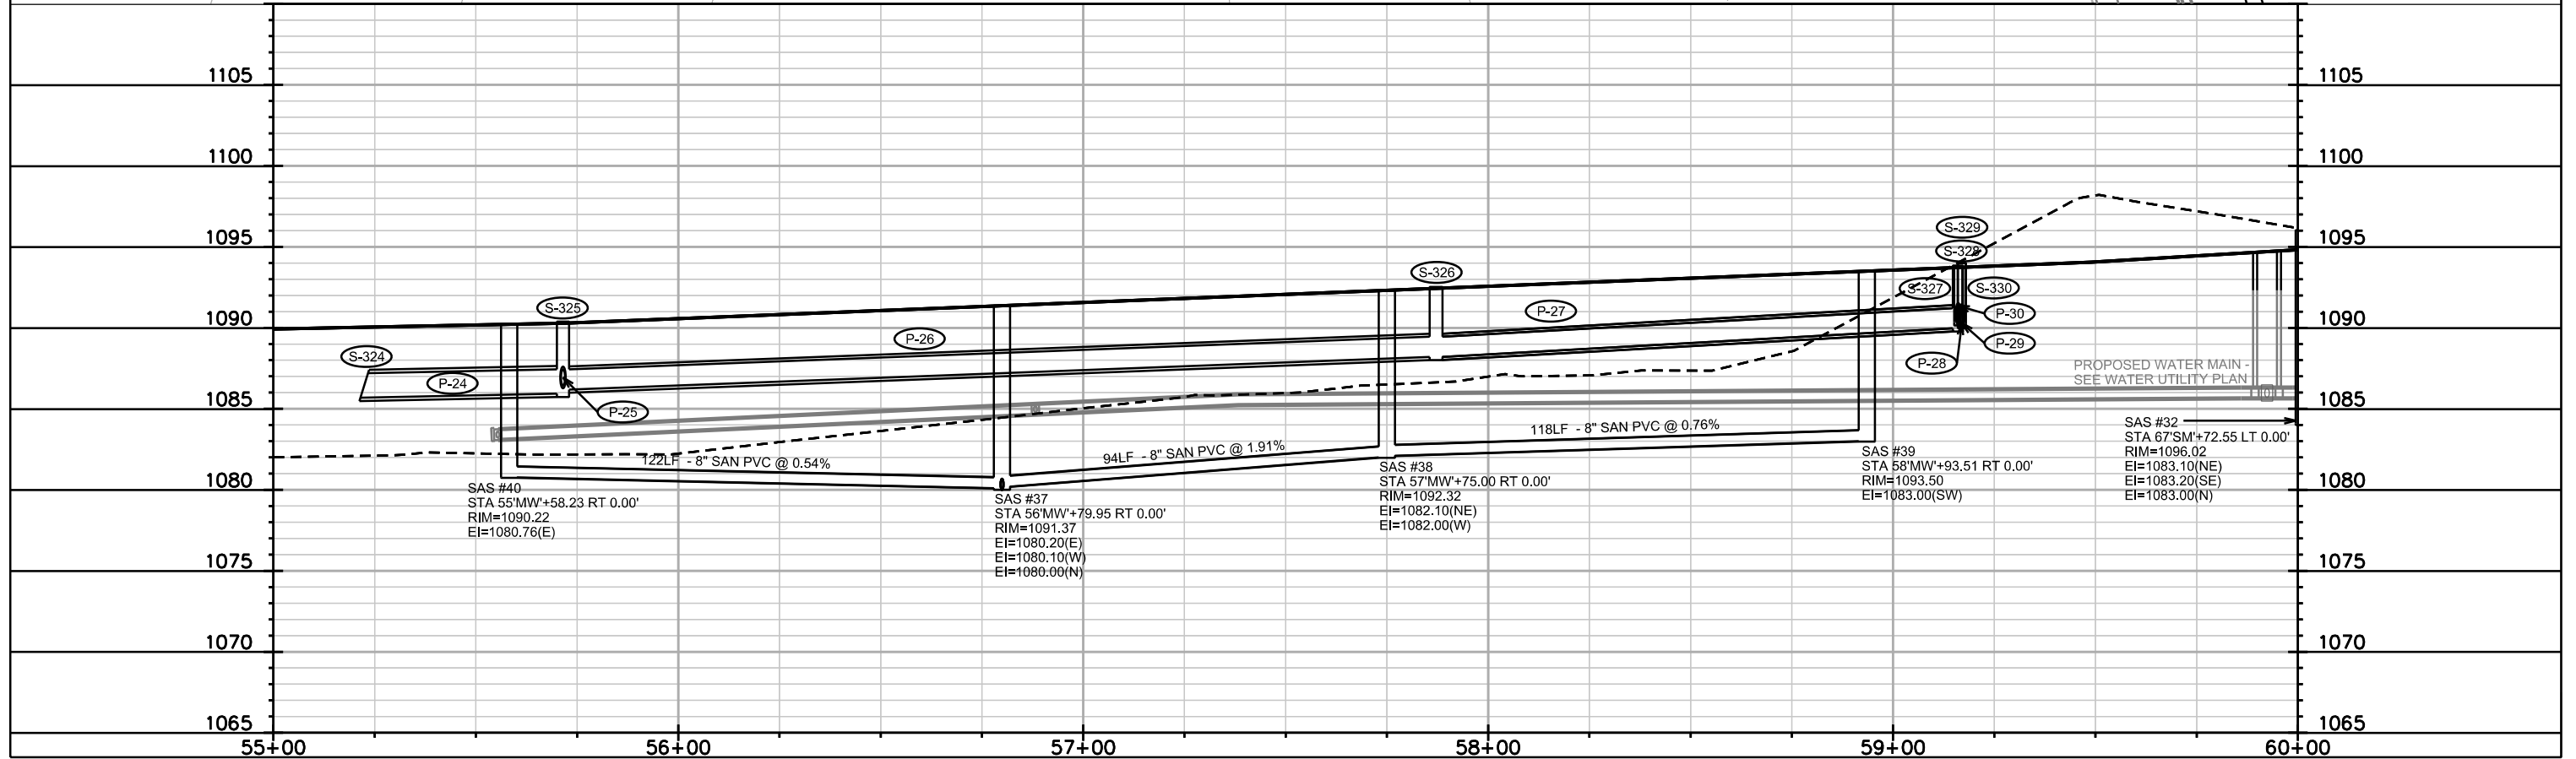 1105
1105
1100
1100
1095
1095
1090
1090
1085
1085
1080
1080
1075
1075
1070
1070
1065
1065
55+00
56+00
57+00
58+00
59+00
60+00
S-324
P-24
S-325
P-25
P-26
S-326
P-27
S-329
S-328
S-327
S-330
P-30
P-29
P-28
PROPOSED WATER MAIN -
SEE WATER UTILITY PLAN
122LF - 8" SAN PVC @ 0.54%
94LF - 8" SAN PVC @ 1.91%
118LF - 8" SAN PVC @ 0.76%
SAS #40
STA 55'MW'+58.23 RT 0.00'
RIM=1090.22
EI=1080.76(E)
SAS #37
STA 56'MW'+79.95 RT 0.00'
RIM=1091.37
EI=1080.20(E)
EI=1080.10(W)
EI=1080.00(N)
SAS #38
STA 57'MW'+75.00 RT 0.00'
RIM=1092.32
EI=1082.10(NE)
EI=1082.00(W)
SAS #39
STA 58'MW'+93.51 RT 0.00'
RIM=1093.50
EI=1083.00(SW)
SAS #32
STA 67'SM'+72.55 LT 0.00'
RIM=1096.02
EI=1083.10(NE)
EI=1083.20(SE)
EI=1083.00(N)